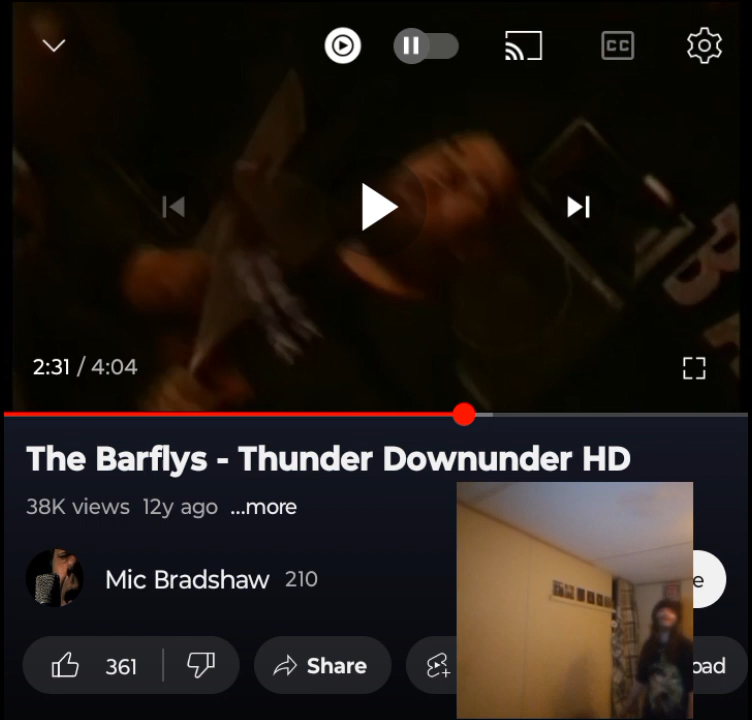 CC
2:31 / 4:04
The Barflys - Thunder Downunder HD
38K views 12y ago ...more
Mic Bradshaw 210
361 Share